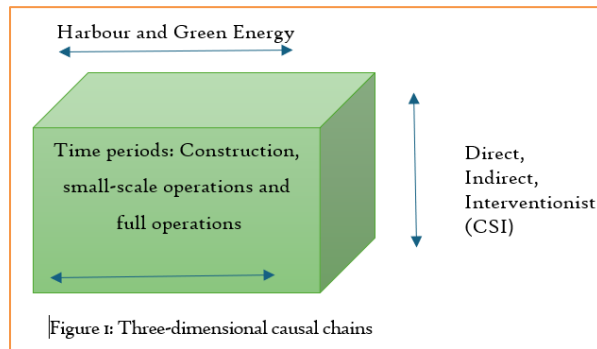 Harbour and Green Energy
Time periods: Construction,
small-scale operations and
full operations
Direct,
Indirect,
Interventionist
(CSI)
Figure 1: Three-dimensional causal chains